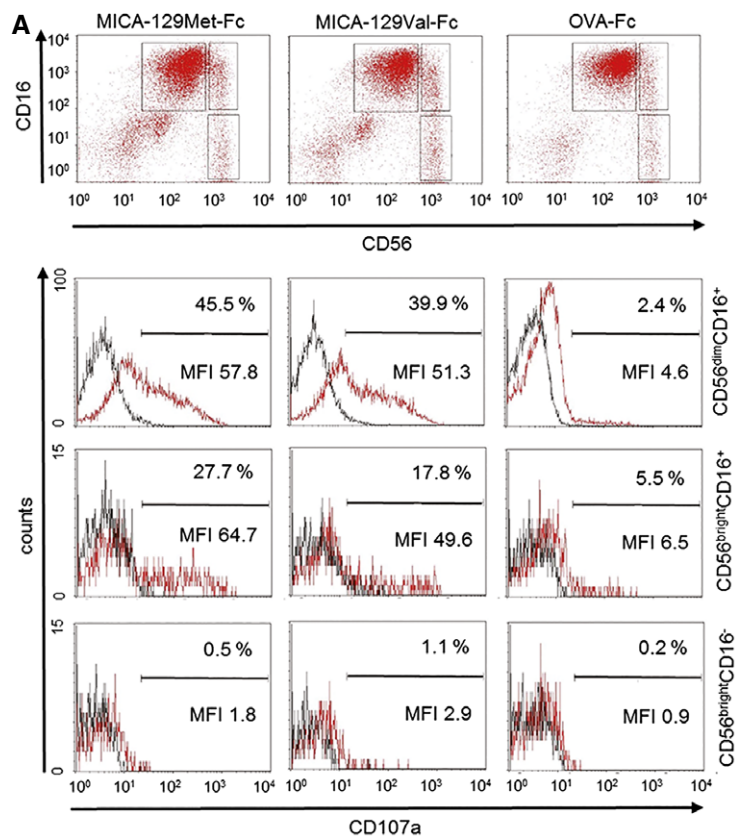 A
MICA-129Met-Fc MICA-129Val-Fc OVA-Fc
CD16
10⁴
10³
10²
10¹
10⁰
10⁰ 10¹ 10² 10³ 10⁴ 10⁰ 10¹ 10² 10³ 10⁴ 10⁰ 10¹ 10² 10³ 10⁴
CD56
counts
100
0
45.5 % 39.9 % 2.4 %
MFI 57.8 MFI 51.3 MFI 4.6
CD56ᵈⁱᵐCD16⁺
15
0
27.7 % 17.8 % 5.5 %
MFI 64.7 MFI 49.6 MFI 6.5
CD56ᵇʳⁱᵍʰᵗCD16⁺
15
0
0.5 % 1.1 % 0.2 %
MFI 1.8 MFI 2.9 MFI 0.9
CD56ᵇʳⁱᵍʰᵗCD16⁻
10⁰ 10¹ 10² 10³ 10⁴ 10⁰ 10¹ 10² 10³ 10⁴ 10⁰ 10¹ 10² 10³ 10⁴
CD107a